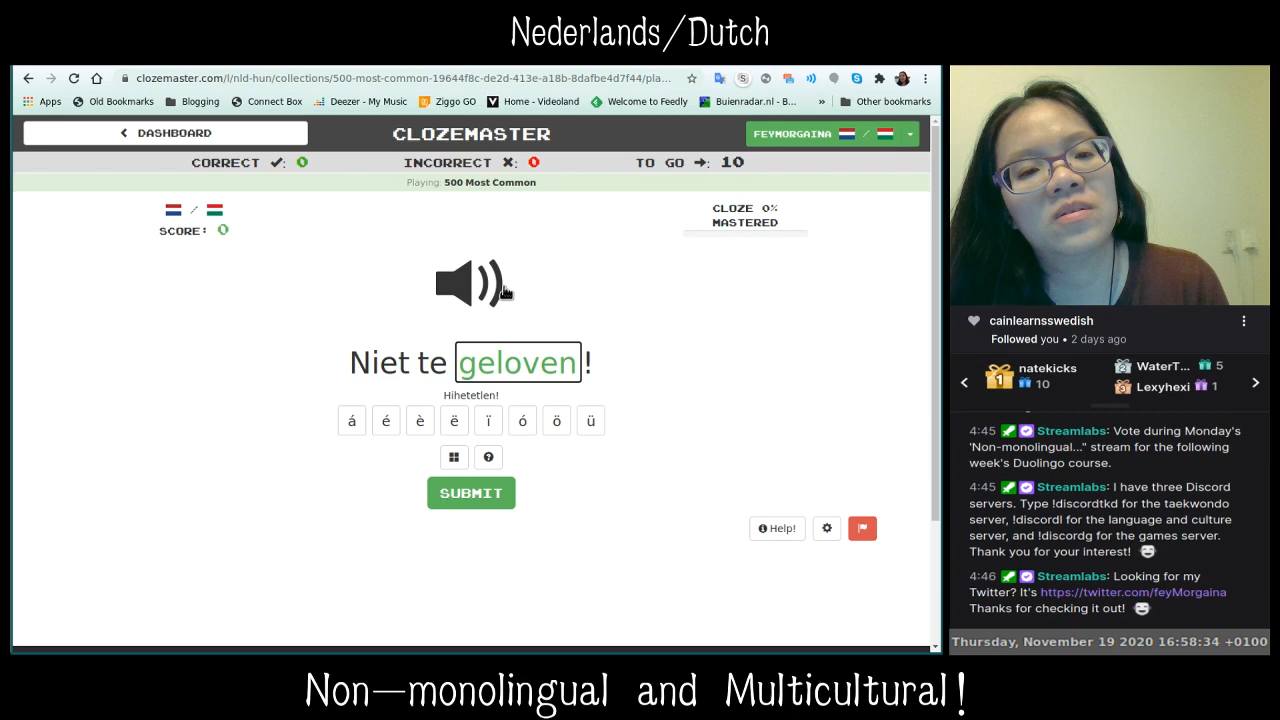 Nederlands/Dutch
clozemaster.com/l/nld-hun/collections/500-most-common-19644f8c-de2d-413e-a18b-8dafbe4d7f44/pla...
Apps Old Bookmarks Blogging Connect Box Deezer - My Music Ziggo GO Home - Videoland Welcome to Feedly Buienradar.nl - B... » Other bookmarks
DASHBOARD
CLOZEMASTER
FEYMORGAINA /
CORRECT ✔: 0 INCORRECT ✖: 0 TO GO →: 10
Playing: 500 Most Common
/
SCORE: 0
CLOZE 0%
MASTERED
Niet te geloven!
Hihetetlen!
á é è ë ï ó ö ü
SUBMIT
Help!
cainlearnsswedish
Followed you • 2 days ago
1 natekicks
10
2 WaterT... 5
3 Lexyhexi 1
4:45 Streamlabs: Vote during Monday's
'Non-monolingual..." stream for the following
week's Duolingo course.
4:45 Streamlabs: I have three Discord
servers. Type !discordtkd for the taekwondo
server, !discordl for the language and culture
server, and !discordg for the games server.
Thank you for your interest!
4:46 Streamlabs: Looking for my
Twitter? It's https://twitter.com/feyMorgaina
Thanks for checking it out!
Thursday, November 19 2020 16:58:34 +0100
Non-monolingual and Multicultural!